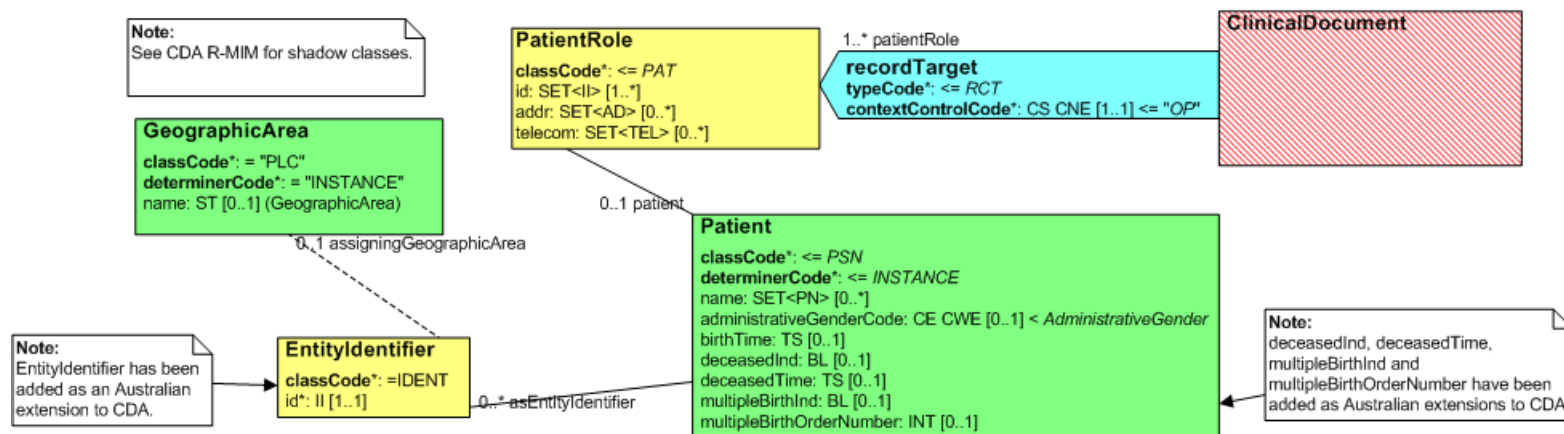 Note:
See CDA R-MIM for shadow classes.
PatientRole
classCode*: <= PAT
id: SET<II> [1..*]
addr: SET<AD> [0..*]
telecom: SET<TEL> [0..*]
1..* patientRole
recordTarget
typeCode*: <= RCT
contextControlCode*: CS CNE [1..1] <= "OP"
ClinicalDocument
GeographicArea
classCode*: = "PLC"
determinerCode*: = "INSTANCE"
name: ST [0..1] (GeographicArea)
0..1 assigningGeographicArea
0..1 patient
Patient
classCode*: <= PSN
determinerCode*: <= INSTANCE
name: SET<PN> [0..*]
administrativeGenderCode: CE CWE [0..1] < AdministrativeGender
birthTime: TS [0..1]
deceasedInd: BL [0..1]
deceasedTime: TS [0..1]
multipleBirthInd: BL [0..1]
multipleBirthOrderNumber: INT [0..1]
Note:
EntityIdentifier has been
added as an Australian
extension to CDA.
EntityIdentifier
classCode*: =IDENT
id*: II [1..1]
0..* asEntityIdentifier
Note:
deceasedInd, deceasedTime,
multipleBirthInd and
multipleBirthOrderNumber have been
added as Australian extensions to CDA